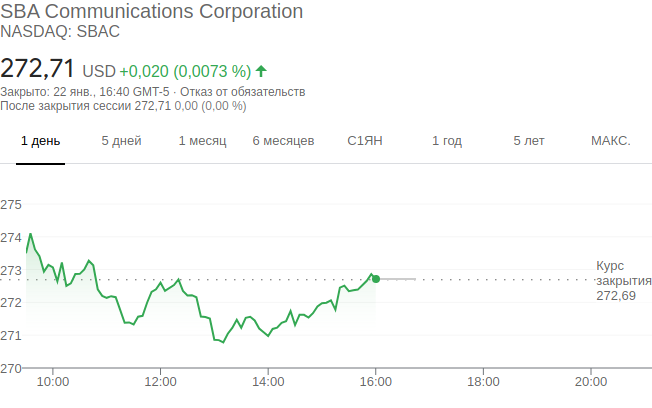 SBA Communications Corporation
NASDAQ: SBAC
272,71 USD +0,020 (0,0073 %)
Закрыто: 22 янв., 16:40 GMT-5 · Отказ от обязательств
После закрытия сессии 272,71 0,00 (0,00 %)
1 день 5 дней 1 месяц 6 месяцев С1ЯН 1 год 5 лет МАКС.
275
274
273
272
271
270
Курс
закрытия
272,69
10:00 12:00 14:00 16:00 18:00 20:00